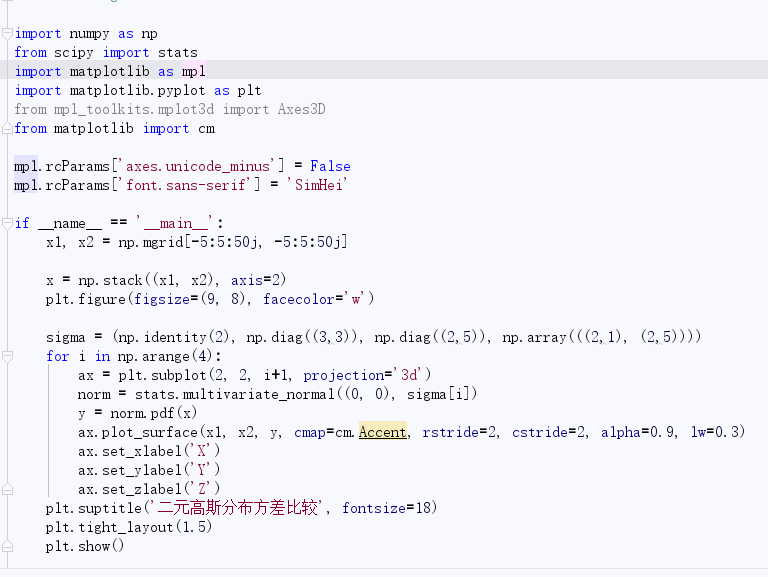 import numpy as np
from scipy import stats
import matplotlib as mpl
import matplotlib.pyplot as plt
from mpl_toolkits.mplot3d import Axes3D
from matplotlib import cm
mpl.rcParams['axes.unicode_minus'] = False
mpl.rcParams['font.sans-serif'] = 'SimHei'
if __name__ == '__main__':
    x1, x2 = np.mgrid[-5:5:50j, -5:5:50j]
    x = np.stack((x1, x2), axis=2)
    plt.figure(figsize=(9, 8), facecolor='w')
    sigma = (np.identity(2), np.diag((3,3)), np.diag((2,5)), np.array(((2,1), (2,5))))
    for i in np.arange(4):
        ax = plt.subplot(2, 2, i+1, projection='3d')
        norm = stats.multivariate_normal((0, 0), sigma[i])
        y = norm.pdf(x)
        ax.plot_surface(x1, x2, y, cmap=cm.Accent, rstride=2, cstride=2, alpha=0.9, lw=0.3)
        ax.set_xlabel('X')
        ax.set_ylabel('Y')
        ax.set_zlabel('Z')
    plt.suptitle('二元高斯分布方差比较', fontsize=18)
    plt.tight_layout(1.5)
    plt.show()